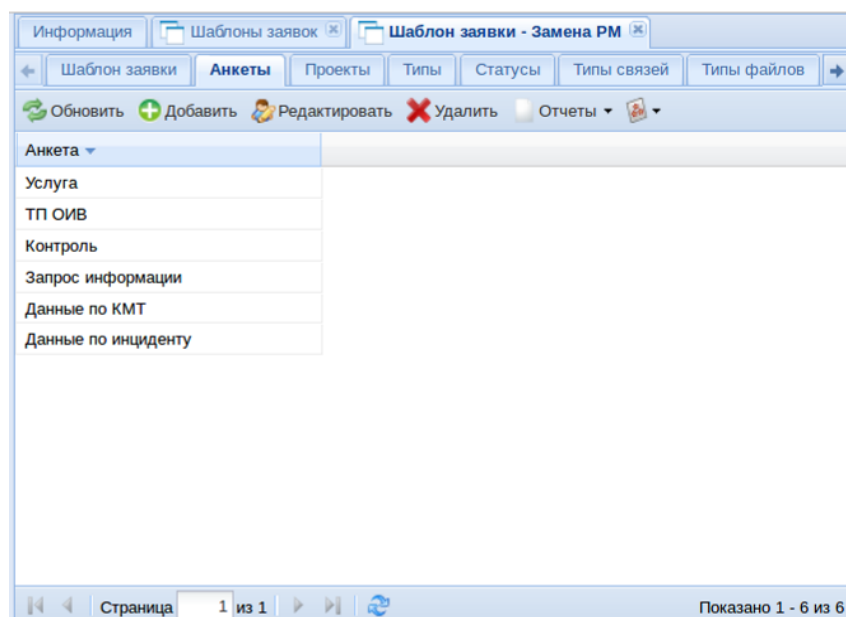 Информация Шаблоны заявок Шаблон заявки - Замена РМ
Шаблон заявки Анкеты Проекты Типы Статусы Типы связей Типы файлов
Обновить Добавить Редактировать Удалить Отчеты
Анкета
Услуга
ТП ОИВ
Контроль
Запрос информации
Данные по КМТ
Данные по инциденту
Страница 1 из 1 Показано 1 - 6 из 6